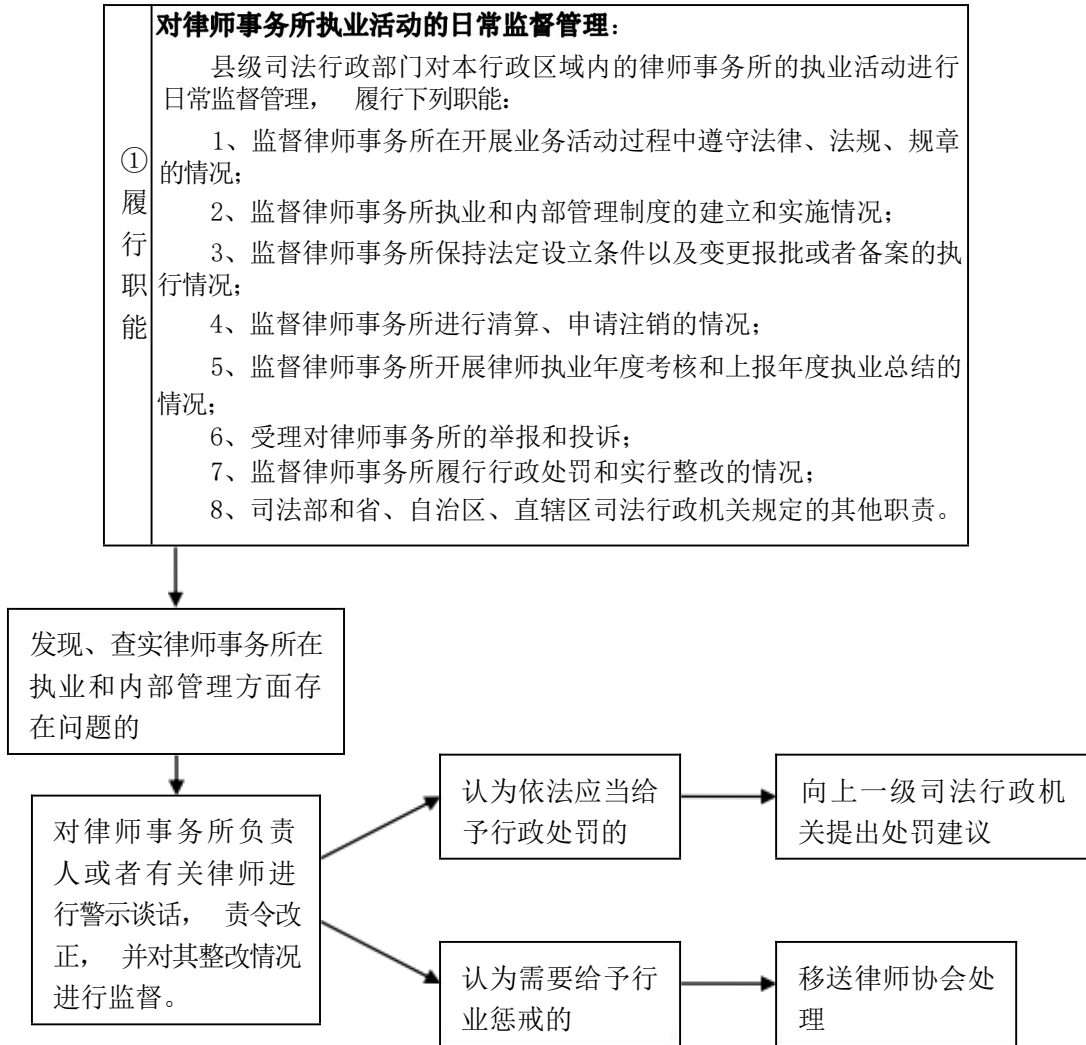 对律师事务所执业活动的日常监督管理：
县级司法行政部门对本行政区域内的律师事务所的执业活动进行
日常监督管理， 履行下列职能：
1、监督律师事务所在开展业务活动过程中遵守法律、法规、规章
的情况；
2、监督律师事务所执业和内部管理制度的建立和实施情况；
3、监督律师事务所保持法定设立条件以及变更报批或者备案的执
行情况；
4、监督律师事务所进行清算、申请注销的情况；
5、监督律师事务所开展律师执业年度考核和上报年度执业总结的
情况；
6、受理对律师事务所的举报和投诉；
7、监督律师事务所履行行政处罚和实行整改的情况；
8、司法部和省、自治区、直辖区司法行政机关规定的其他职责。
①
履
行
职
能
发现、查实律师事务所在
执业和内部管理方面存
在问题的
对律师事务所负责
人或者有关律师进
行警示谈话， 责令改
正， 并对其整改情况
进行监督。
认为依法应当给
予行政处罚的
向上一级司法行政机
关提出处罚建议
认为需要给予行
业惩戒的
移送律师协会处
理